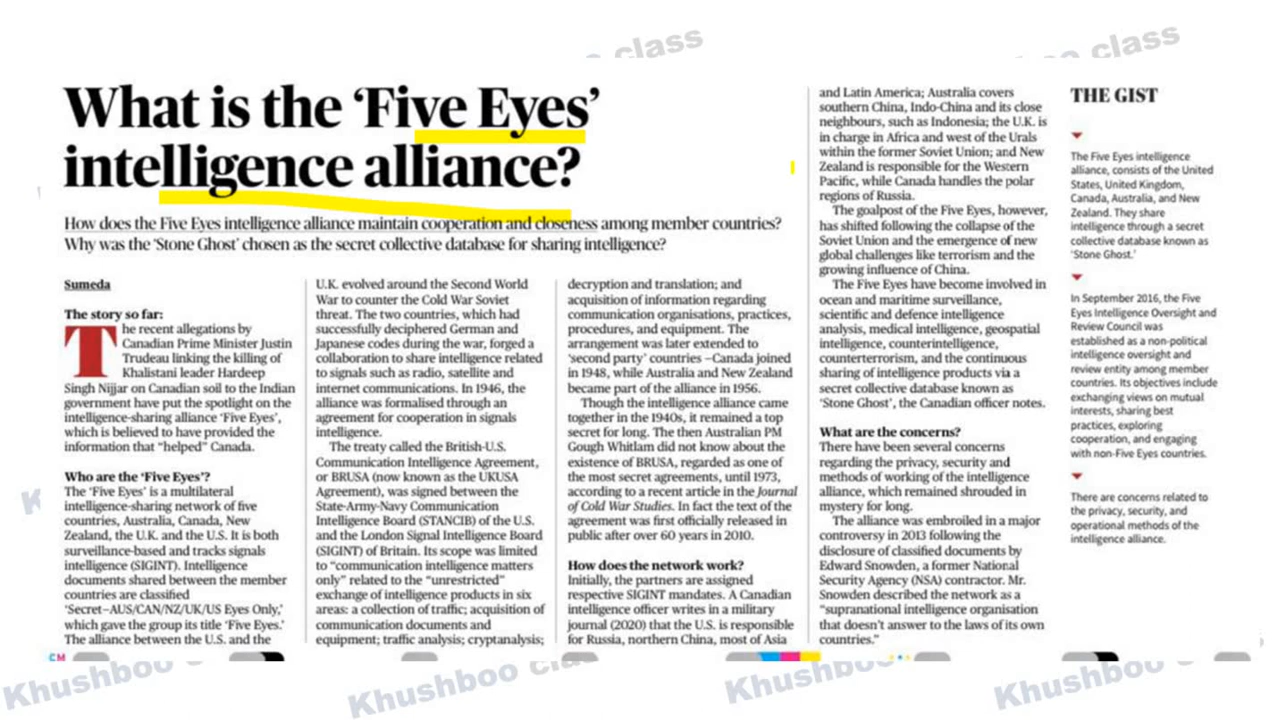 class
class
What is the ‘Five Eyes’
intelligence alliance?
How does the Five Eyes intelligence alliance maintain cooperation and closeness among member countries?
Why was the ‘Stone Ghost’ chosen as the secret collective database for sharing intelligence?
Sumeda
The story so far:
The recent allegations by
Canadian Prime Minister Justin
Trudeau linking the killing of
Khalistani leader Hardeep
Singh Nijjar on Canadian soil to the Indian
government have put the spotlight on the
intelligence-sharing alliance ‘Five Eyes’,
which is believed to have provided the
information that “helped” Canada.
Who are the ‘Five Eyes’?
The ‘Five Eyes’ is a multilateral
intelligence-sharing network of five
countries, Australia, Canada, New
Zealand, the U.K. and the U.S. It is both
surveillance-based and tracks signals
intelligence (SIGINT). Intelligence
documents shared between the member
countries are classified
‘Secret–AUS/CAN/NZ/UK/US Eyes Only,’
which gave the group its title ‘Five Eyes.’
The alliance between the U.S. and the
U.K. evolved around the Second World
War to counter the Cold War Soviet
threat. The two countries, which had
successfully deciphered German and
Japanese codes during the war, forged a
collaboration to share intelligence related
to signals such as radio, satellite and
internet communications. In 1946, the
alliance was formalised through an
agreement for cooperation in signals
intelligence.
The treaty called the British-U.S.
Communication Intelligence Agreement,
or BRUSA (now known as the UKUSA
Agreement), was signed between the
State-Army-Navy Communication
Intelligence Board (STANCIB) of the U.S.
and the London Signal Intelligence Board
(SIGINT) of Britain. Its scope was limited
to “communication intelligence matters
only” related to the “unrestricted”
exchange of intelligence products in six
areas: a collection of traffic; acquisition of
communication documents and
equipment; traffic analysis; cryptanalysis;
decryption and translation; and
acquisition of information regarding
communication organisations, practices,
procedures, and equipment. The
arrangement was later extended to
‘second party’ countries —Canada joined
in 1948, while Australia and New Zealand
became part of the alliance in 1956.
Though the intelligence alliance came
together in the 1940s, it remained a top
secret for long. The then Australian PM
Gough Whitlam did not know about the
existence of BRUSA, regarded as one of
the most secret agreements, until 1973,
according to a recent article in the Journal
of Cold War Studies. In fact the text of the
agreement was first officially released in
public after over 60 years in 2010.
How does the network work?
Initially, the partners are assigned
respective SIGINT mandates. A Canadian
intelligence officer writes in a military
journal (2020) that the U.S. is responsible
for Russia, northern China, most of Asia
and Latin America; Australia covers
southern China, Indo-China and its close
neighbours, such as Indonesia; the U.K. is
in charge in Africa and west of the Urals
within the former Soviet Union; and New
Zealand is responsible for the Western
Pacific, while Canada handles the polar
regions of Russia.
The goalpost of the Five Eyes, however,
has shifted following the collapse of the
Soviet Union and the emergence of new
global challenges like terrorism and the
growing influence of China.
The Five Eyes have become involved in
ocean and maritime surveillance,
scientific and defence intelligence
analysis, medical intelligence, geospatial
intelligence, counterintelligence,
counterterrorism, and the continuous
sharing of intelligence products via a
secret collective database known as
‘Stone Ghost’, the Canadian officer notes.
What are the concerns?
There have been several concerns
regarding the privacy, security and
methods of working of the intelligence
alliance, which remained shrouded in
mystery for long.
The alliance was embroiled in a major
controversy in 2013 following the
disclosure of classified documents by
Edward Snowden, a former National
Security Agency (NSA) contractor. Mr.
Snowden described the network as a
“supranational intelligence organisation
that doesn’t answer to the laws of its own
countries.”
THE GIST
The Five Eyes intelligence
alliance, consists of the United
States, United Kingdom,
Canada, Australia, and New
Zealand. They share
intelligence through a secret
collective database known as
‘Stone Ghost.’
In September 2016, the Five
Eyes Intelligence Oversight and
Review Council was
established as a non-political
intelligence oversight and
review entity among member
countries. Its objectives include
exchanging views on mutual
interests, sharing best
practices, exploring
cooperation, and engaging
with non-Five Eyes countries.
There are concerns related to
the privacy, security, and
operational methods of the
intelligence alliance.
CM
Khushboo
Khushboo
Khushboo
Khushboo